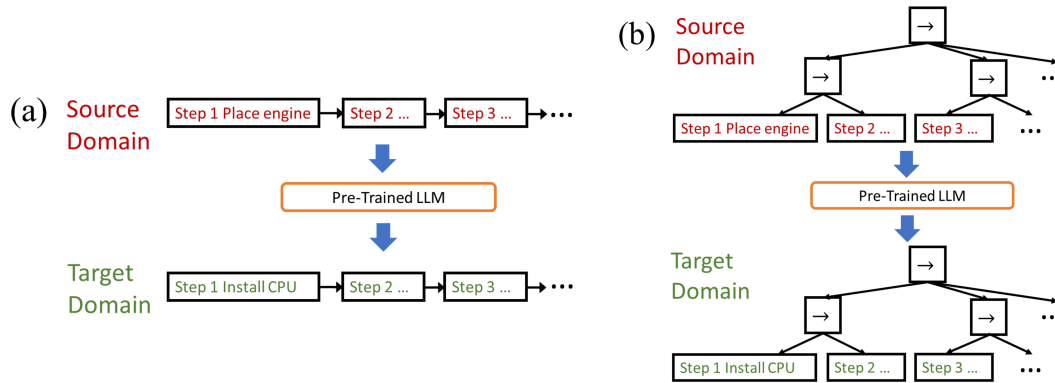 (a)
Source
Domain
Step 1 Place engine
Step 2 ...
Step 3 ...
...
Pre-Trained LLM
Target
Domain
Step 1 Install CPU
Step 2 ...
Step 3 ...
...
(b)
Source
Domain
→
→
→
...
Step 1 Place engine
Step 2 ...
Step 3 ...
...
Pre-Trained LLM
Target
Domain
→
→
→
...
Step 1 Install CPU
Step 2 ...
Step 3 ...
...